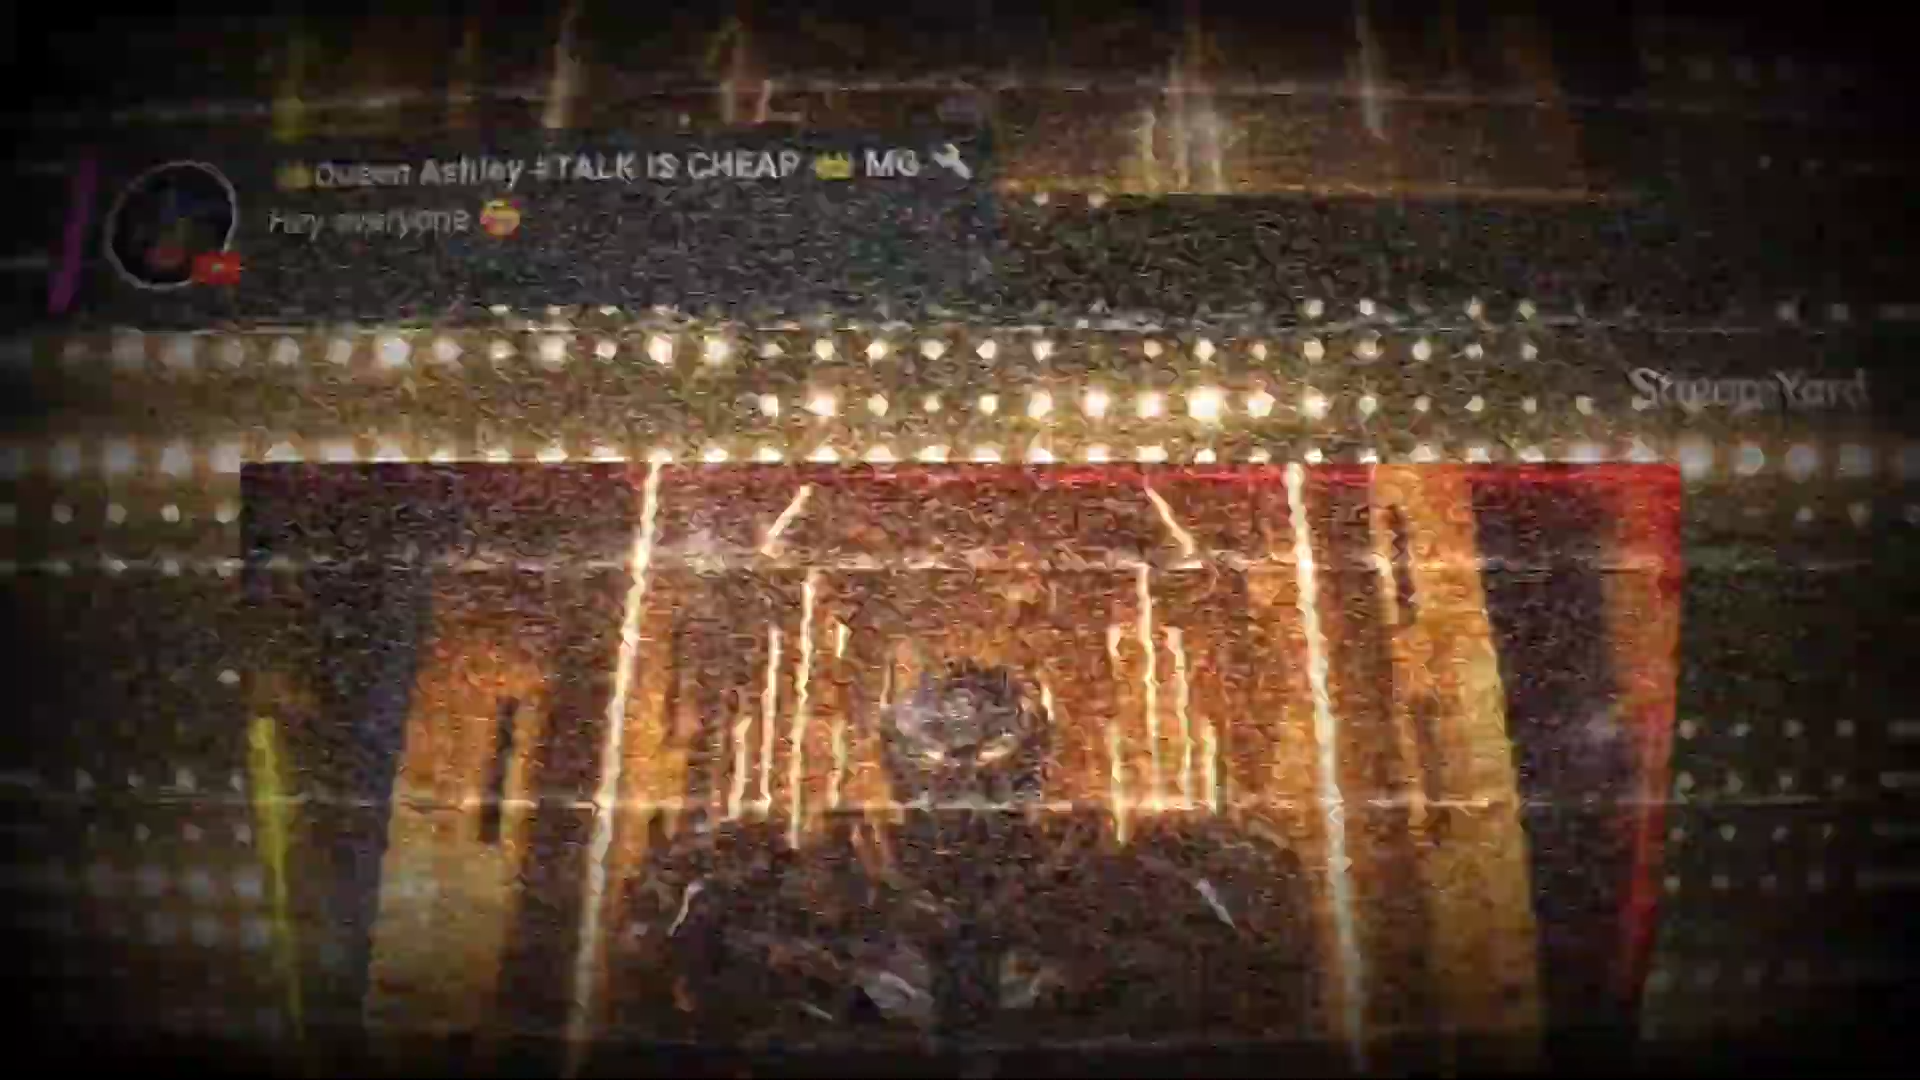 👑Queen Ashley #TALK IS CHEAP 👑 MG 🔧
Hey everyone 🥰
StreamYard